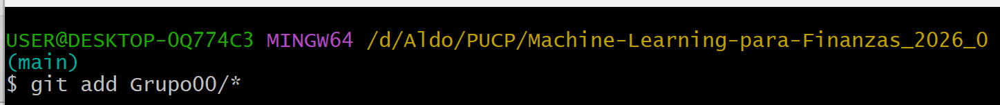 USER@DESKTOP-0Q774C3 MINGW64 /d/Aldo/PUCP/Machine-Learning-para-Finanzas_2026_0
(main)
$ git add Grupo00/*